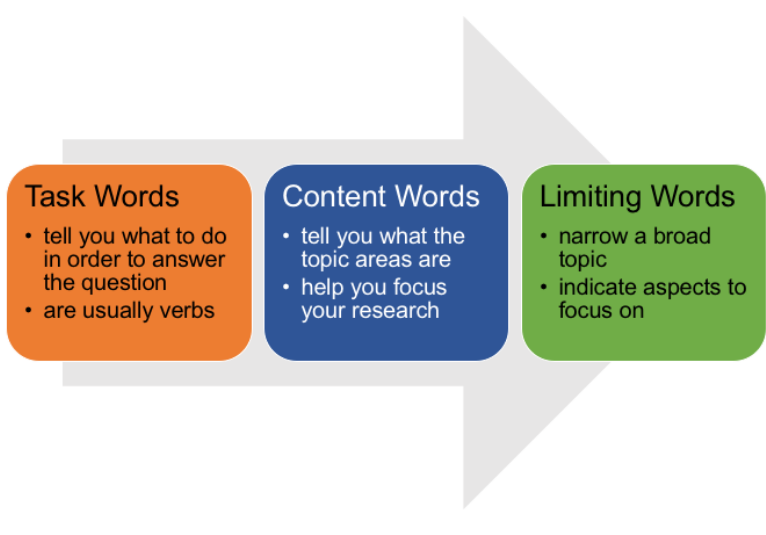 Task Words
• tell you what to do
in order to answer
the question
• are usually verbs
Content Words
• tell you what the
topic areas are
• help you focus
your research
Limiting Words
• narrow a broad
topic
• indicate aspects to
focus on